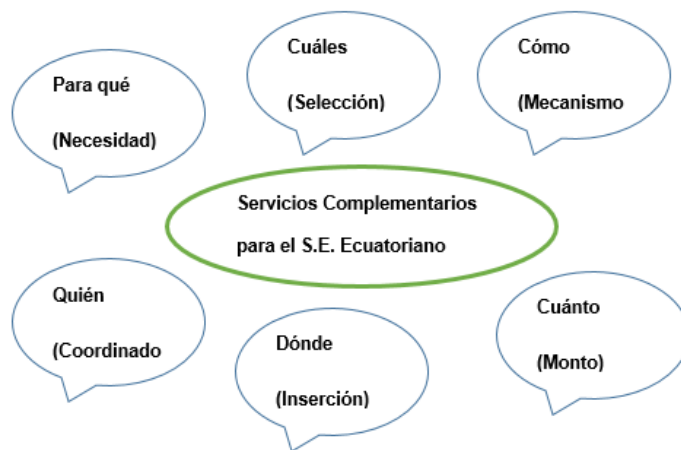 Para qué
(Necesidad)
Cuáles
(Selección)
Cómo
(Mecanismo
Servicios Complementarios
para el S.E. Ecuatoriano
Quién
(Coordinado
Dónde
(Inserción)
Cuánto
(Monto)